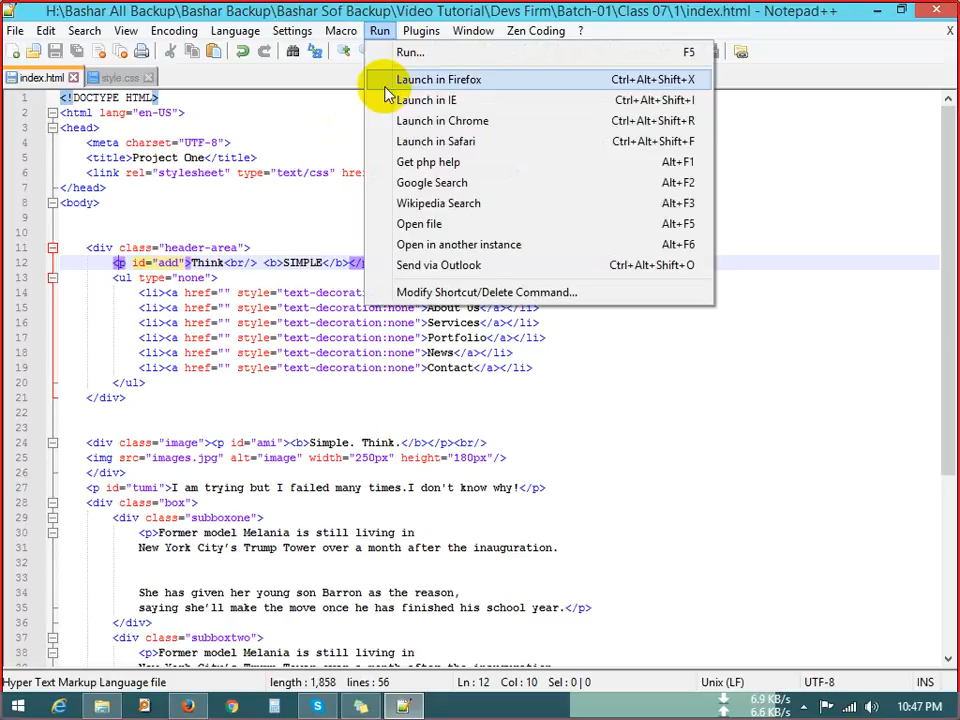 H:\Bashar All Backup\Bashar Backup\Bashar Sof Backup\Video Tutorial\Devs Firm\Batch-01\Class 07\1\index.html - Notepad++
File Edit Search View Encoding Language Settings Macro Run Plugins Window Zen Coding ? X
Run... F5
index.html style.css
Launch in Firefox Ctrl+Alt+Shift+X
Launch in IE Ctrl+Alt+Shift+I
Launch in Chrome Ctrl+Alt+Shift+R
Launch in Safari Ctrl+Alt+Shift+F
Get php help Alt+F1
Google Search Alt+F2
Wikipedia Search Alt+F3
Open file Alt+F5
Open in another instance Alt+F6
Send via Outlook Ctrl+Alt+Shift+O
Modify Shortcut/Delete Command...
1 <!DOCTYPE HTML>
2 <html lang="en-US">
3 <head>
4 <meta charset="UTF-8">
5 <title>Project One</title>
6 <link rel="stylesheet" type="text/css" hre
7 </head>
8 <body>
9
10
11 <div class="header-area">
12 <p id="add">Think<br/> <b>SIMPLE</b></
13 <ul type="none">
14 <li><a href="" style="text-decoration:
15 <li><a href="" style="text-decoration:none">About Us</a></li>
16 <li><a href="" style="text-decoration:none">Services</a></li>
17 <li><a href="" style="text-decoration:none">Portfolio</a></li>
18 <li><a href="" style="text-decoration:none">News</a></li>
19 <li><a href="" style="text-decoration:none">Contact</a></li>
20 </ul>
21 </div>
22
23
24 <div class="image"><p id="ami"><b>Simple. Think.</b></p><br/>
25 <img src="images.jpg" alt="image" width="250px" height="180px"/>
26 </div>
27 <p id="tumi">I am trying but I failed many times.I don't know why!</p>
28 <div class="box">
29 <div class="subboxone">
30 <p>Former model Melania is still living in
31 New York City's Trump Tower over a month after the inauguration.
32
33
34 She has given her young son Barron as the reason,
35 saying she'll make the move once he has finished his school year.</p>
36 </div>
37 <div class="subboxtwo">
38 <p>Former model Melania is still living in
Hyper Text Markup Language file length : 1,858 lines : 56 Ln : 12 Col : 10 Sel : 0 | 0 Unix (LF) UTF-8 INS
6.9 KB/s
6.6 KB/s
10:47 PM